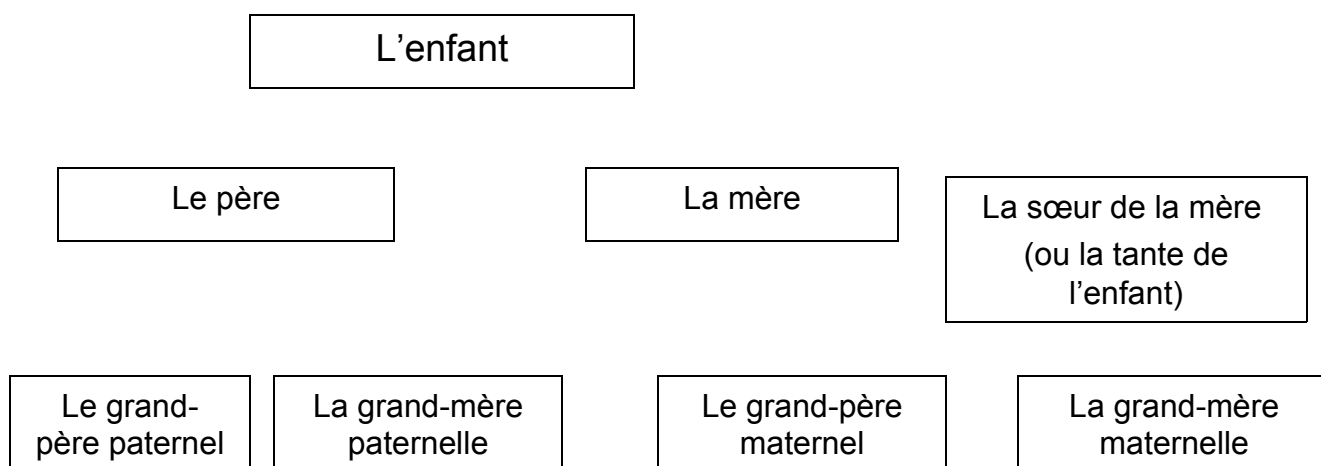 L’enfant
Le père
La mère
La sœur de la mère
(ou la tante de
l’enfant)
Le grand-
père paternel
La grand-mère
paternelle
Le grand-père
maternel
La grand-mère
maternelle